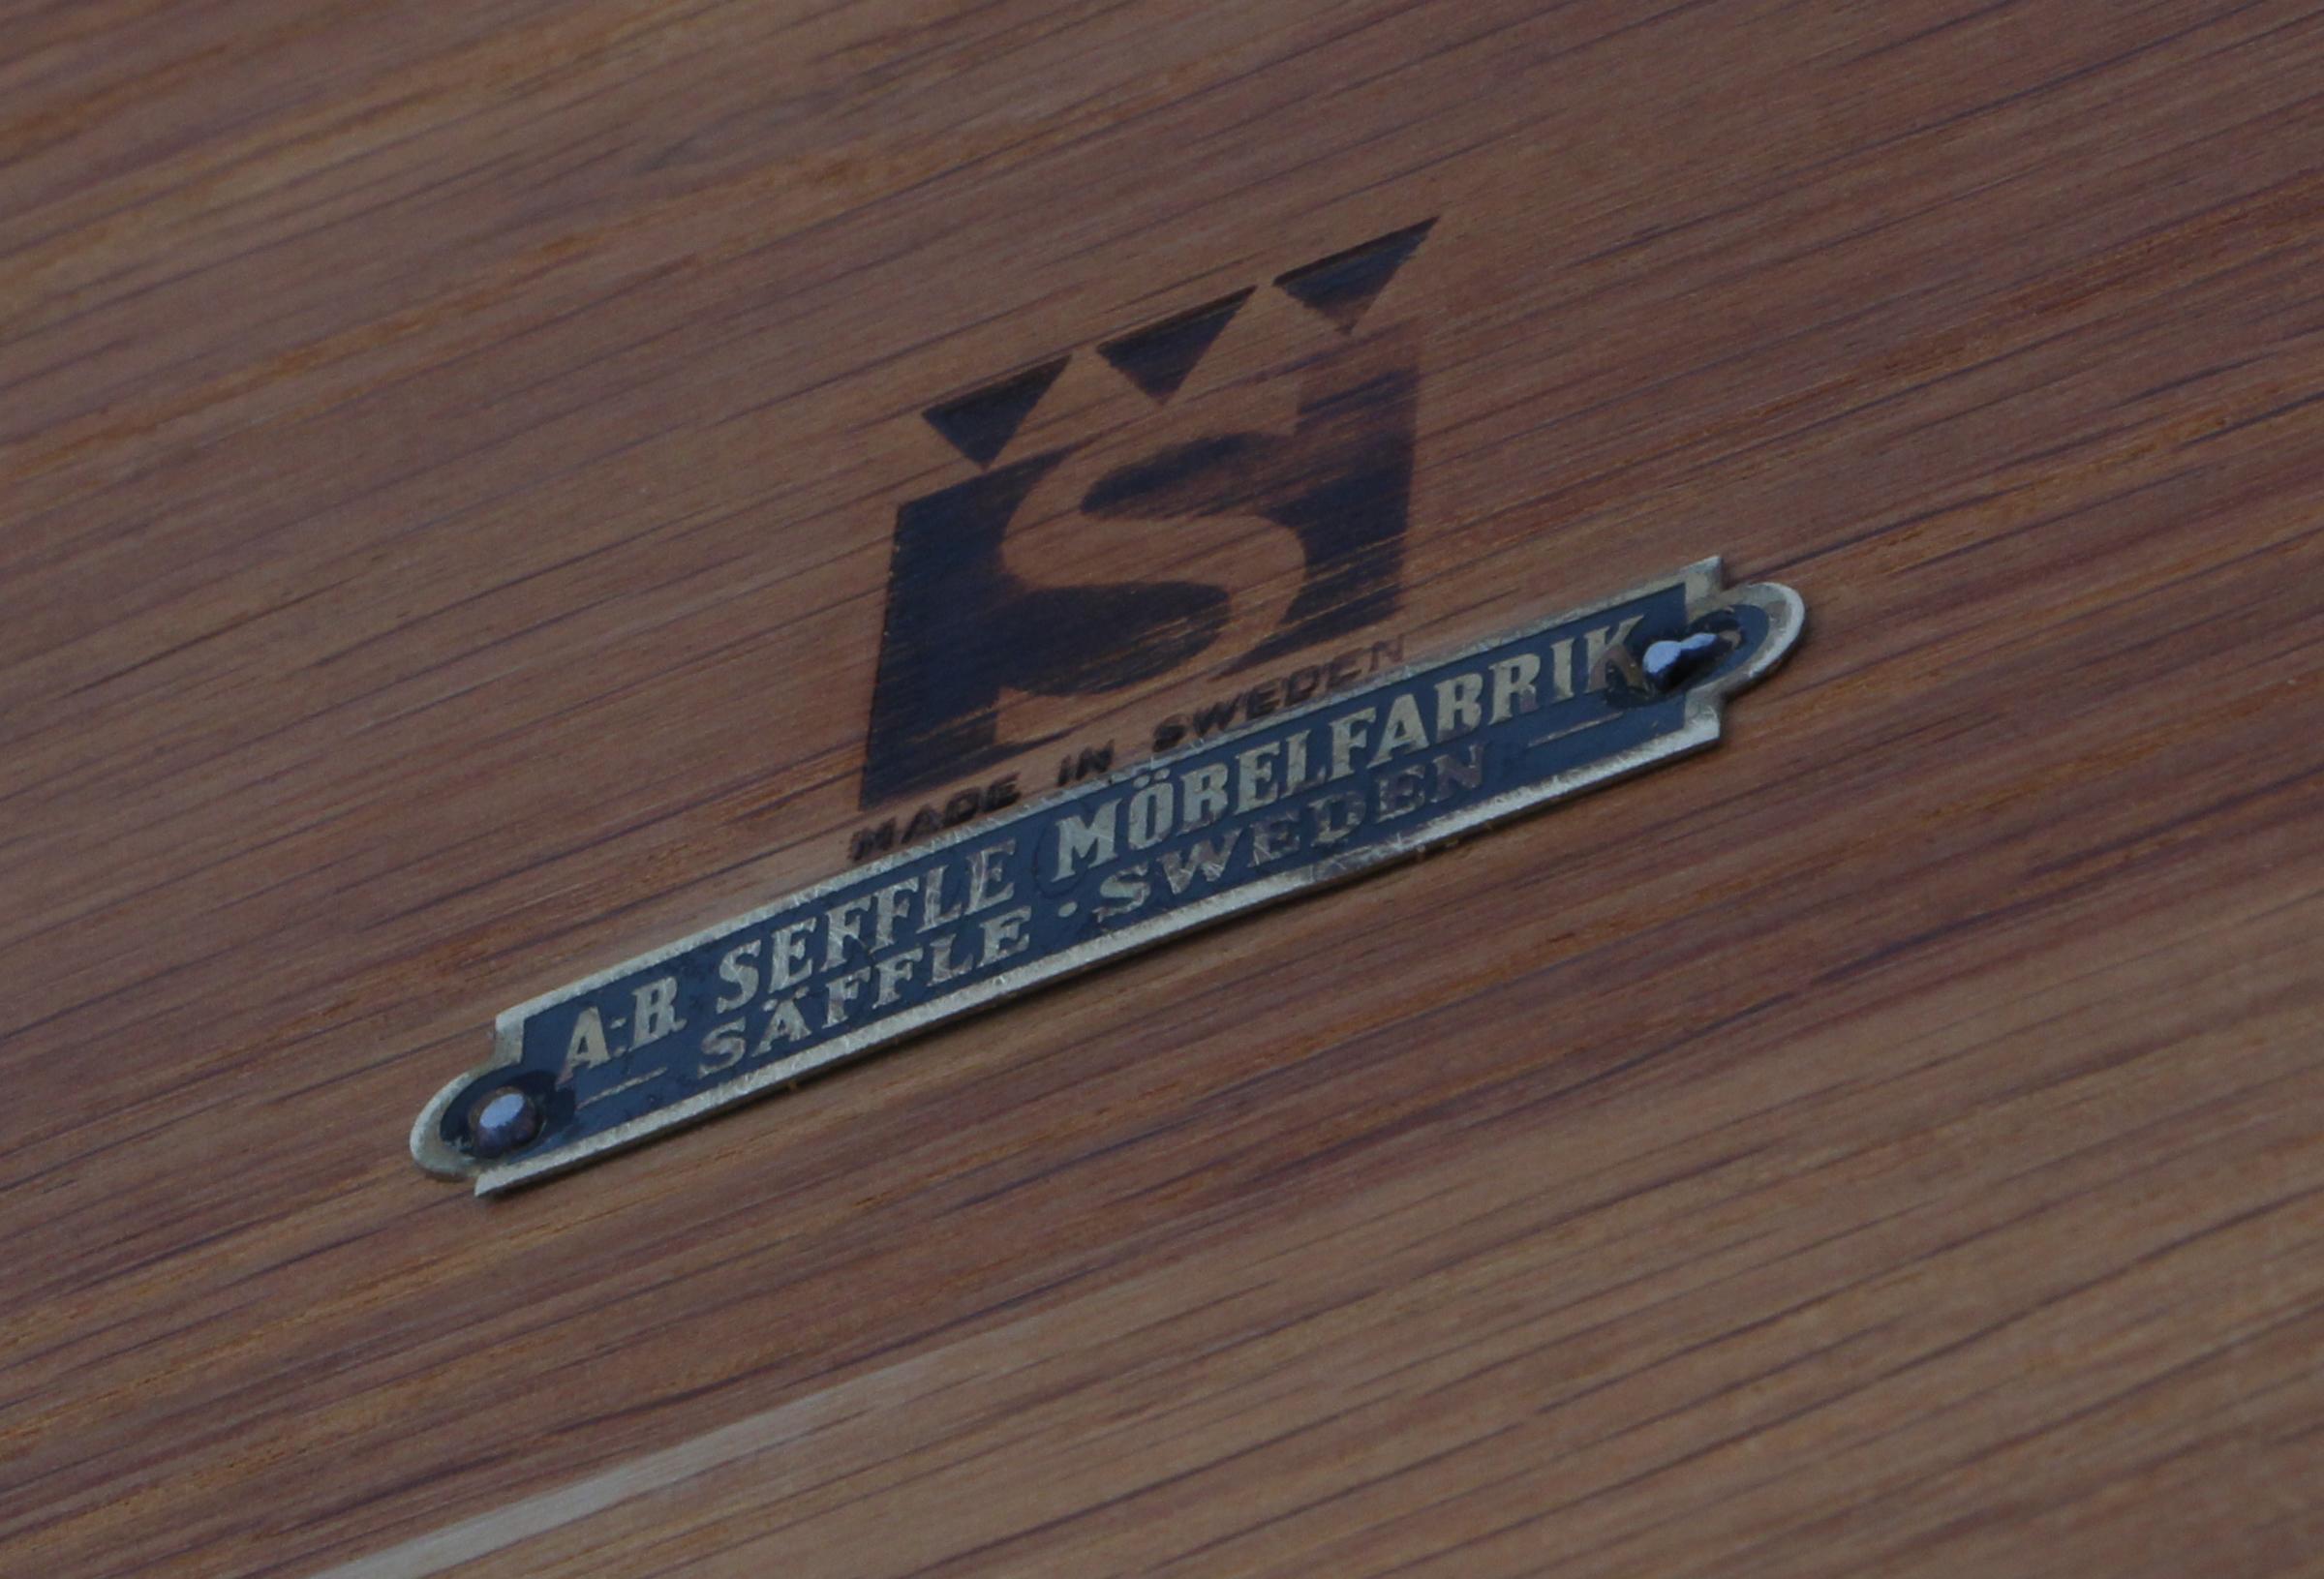 S
MADE IN SWEDEN
A-B. SEFFLE MÖBELFABRIK
SÄFFLE · SWEDEN